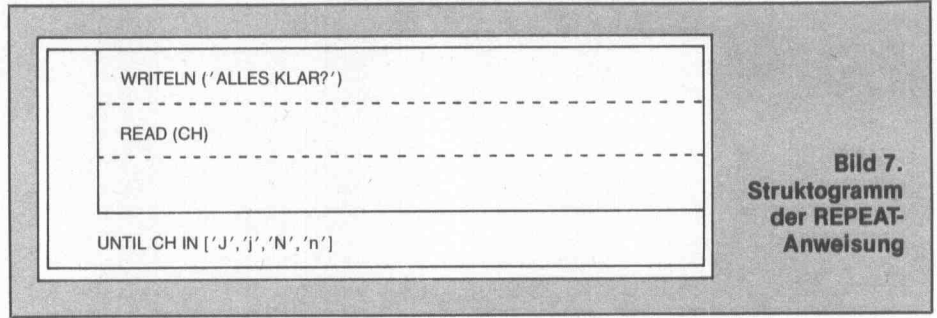 WRITELN ('ALLES KLAR?')
READ (CH)
UNTIL CH IN ['J','j','N','n']
Bild 7.
Struktogramm
der REPEAT-
Anweisung